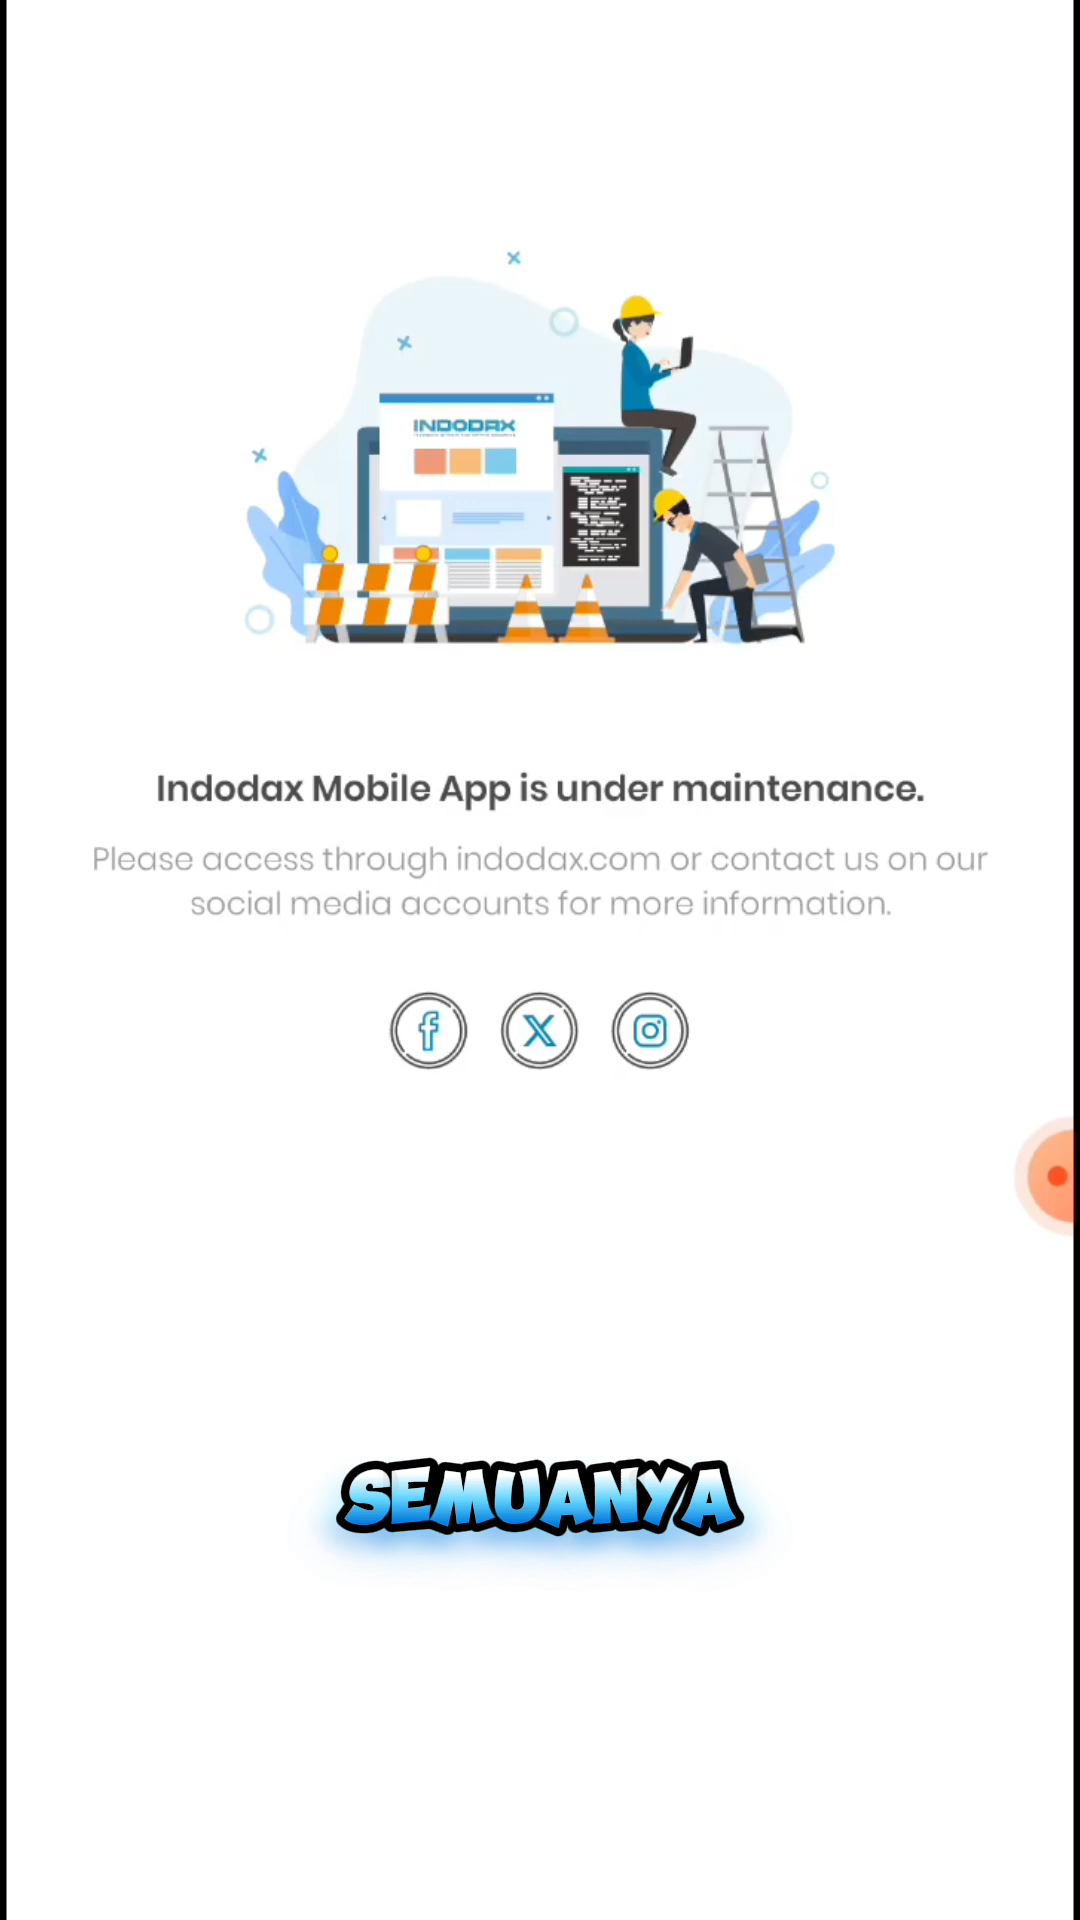 INDODAX
Indodax Mobile App is under maintenance.
Please access through indodax.com or contact us on our
social media accounts for more information.
SEMUANYA